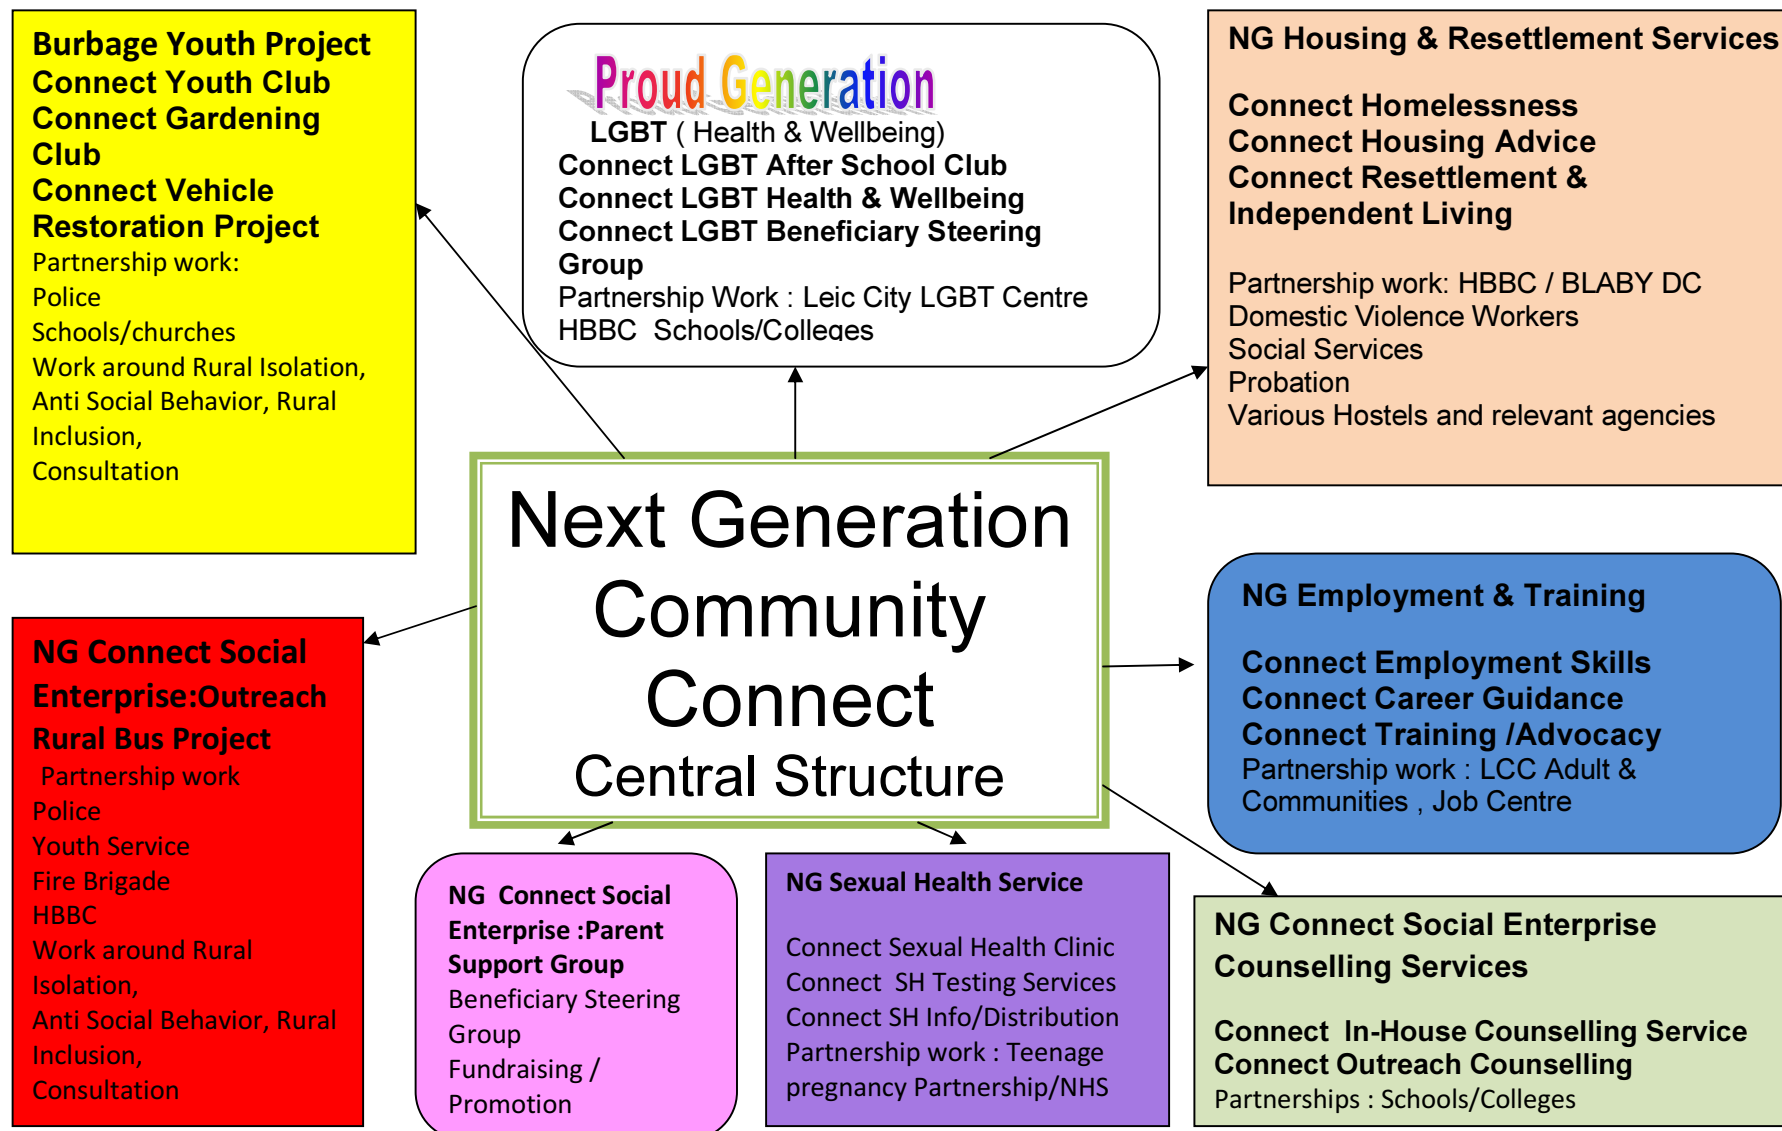 Burbage Youth Project
Connect Youth Club
Connect Gardening
Club
Connect Vehicle
Restoration Project
Partnership work:
Police
Schools/churches
Work around Rural Isolation,
Anti Social Behavior, Rural
Inclusion,
Consultation
Proud Generation
LGBT ( Health & Wellbeing)
Connect LGBT After School Club
Connect LGBT Health & Wellbeing
Connect LGBT Beneficiary Steering
Group
Partnership Work : Leic City LGBT Centre
HBBC Schools/Colleges
NG Housing & Resettlement Services
Connect Homelessness
Connect Housing Advice
Connect Resettlement &
Independent Living
Partnership work: HBBC / BLABY DC
Domestic Violence Workers
Social Services
Probation
Various Hostels and relevant agencies
Next Generation
Community
Connect
Central Structure
NG Employment & Training
Connect Employment Skills
Connect Career Guidance
Connect Training /Advocacy
Partnership work : LCC Adult &
Communities , Job Centre
NG Connect Social
Enterprise:Outreach
Rural Bus Project
Partnership work
Police
Youth Service
Fire Brigade
HBBC
Work around Rural
Isolation,
Anti Social Behavior, Rural
Inclusion,
Consultation
NG Connect Social
Enterprise :Parent
Support Group
Beneficiary Steering
Group
Fundraising /
Promotion
NG Sexual Health Service
Connect Sexual Health Clinic
Connect SH Testing Services
Connect SH Info/Distribution
Partnership work : Teenage
pregnancy Partnership/NHS
NG Connect Social Enterprise
Counselling Services
Connect In-House Counselling Service
Connect Outreach Counselling
Partnerships : Schools/Colleges